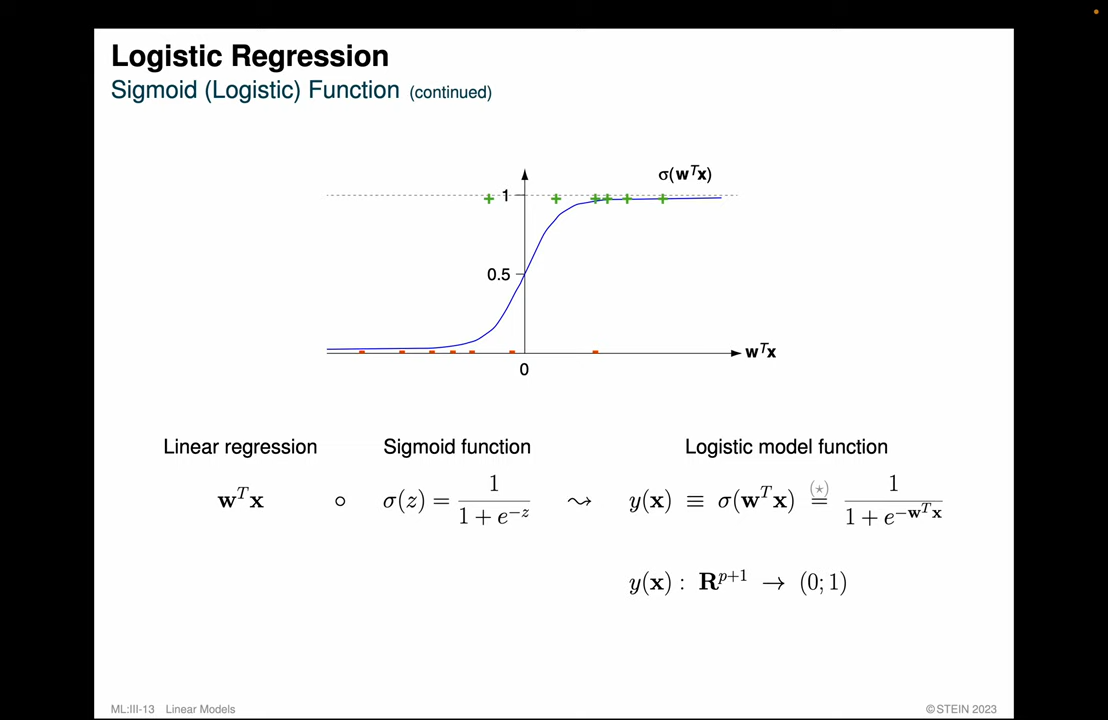 Logistic Regression
Sigmoid (Logistic) Function (continued)
σ(wᵀx)
1
0.5
wᵀx
0
Linear regression Sigmoid function Logistic model function
wᵀx ∘ σ(z) = 1 / (1 + e^{−z}) ⇝ y(x) ≡ σ(wᵀx) (⋆)= 1 / (1 + e^{−wᵀx})
y(x) : R^{p+1} → (0; 1)
ML:III-13 Linear Models ©STEIN 2023